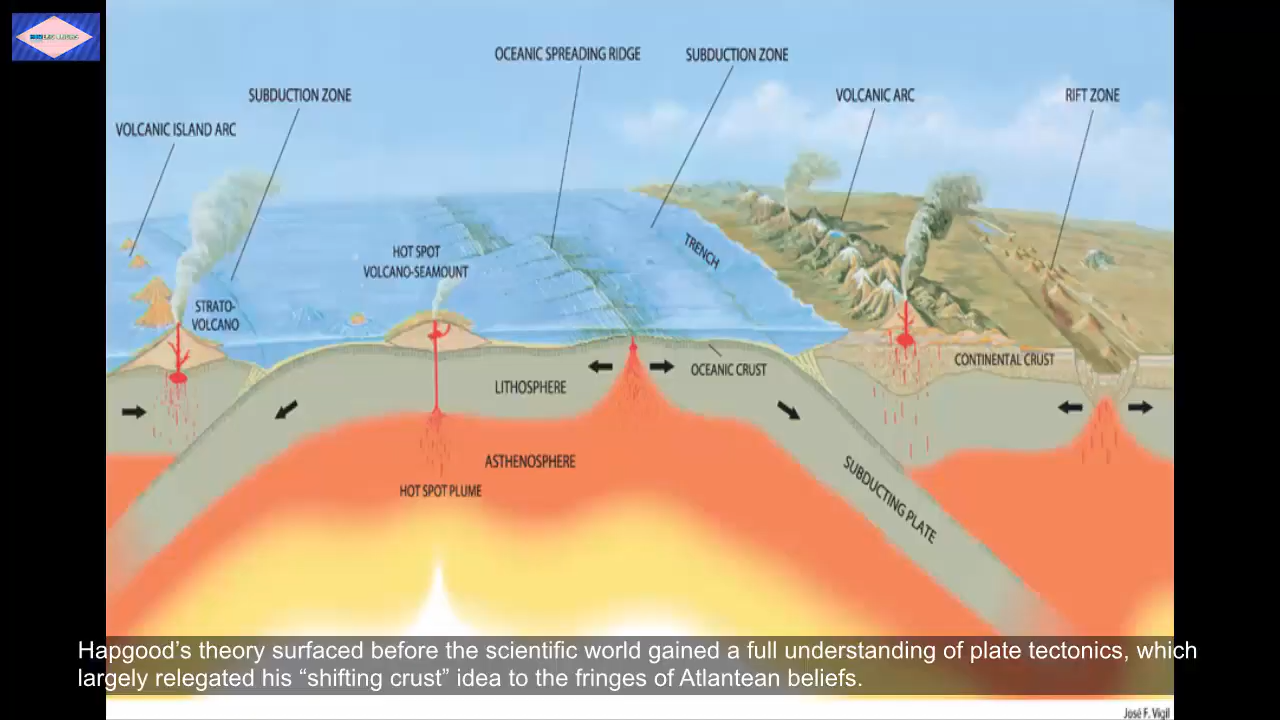 OCEANIC SPREADING RIDGE
SUBDUCTION ZONE
SUBDUCTION ZONE
VOLCANIC ARC
RIFT ZONE
VOLCANIC ISLAND ARC
TRENCH
HOT SPOT
VOLCANO-SEAMOUNT
STRATO-
VOLCANO
CONTINENTAL CRUST
OCEANIC CRUST
LITHOSPHERE
ASTHENOSPHERE
HOT SPOT PLUME
SUBDUCTING PLATE
Hapgood’s theory surfaced before the scientific world gained a full understanding of plate tectonics, which
largely relegated his “shifting crust” idea to the fringes of Atlantean beliefs.
José F. Vigil